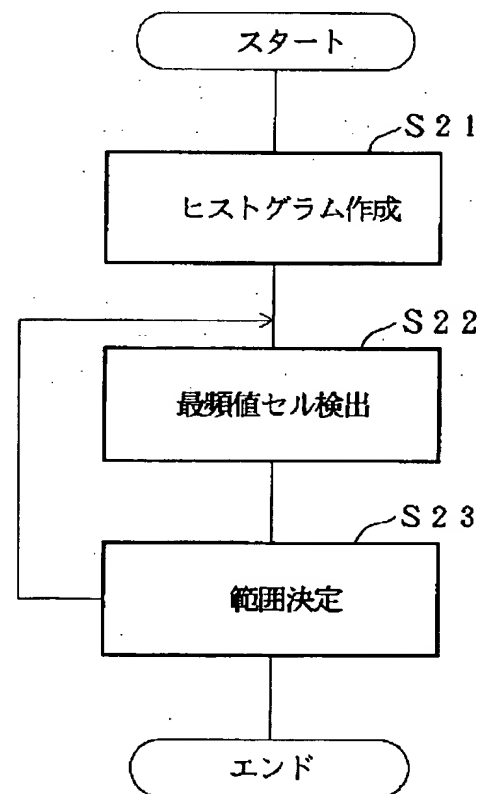 スタート
S21
ヒストグラム作成
S22
最頻値セル検出
S23
範囲決定
エンド